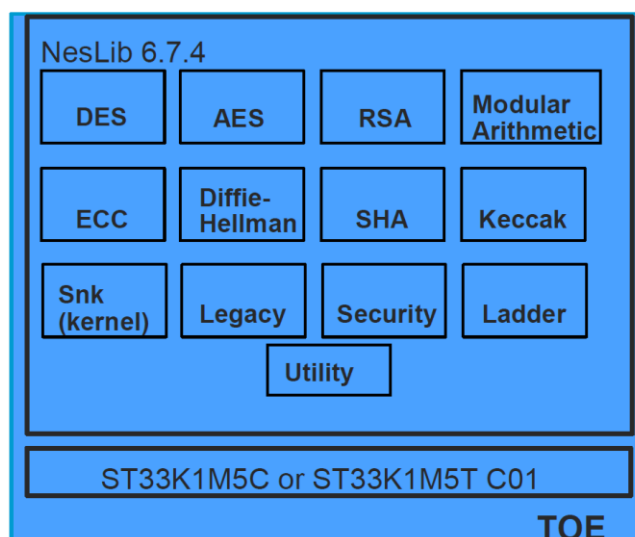 NesLib 6.7.4
DES
AES
RSA
Modular
Arithmetic
ECC
Diffie-
Hellman
SHA
Keccak
Snk
(kernel)
Legacy
Security
Ladder
Utility
ST33K1M5C or ST33K1M5T C01
TOE